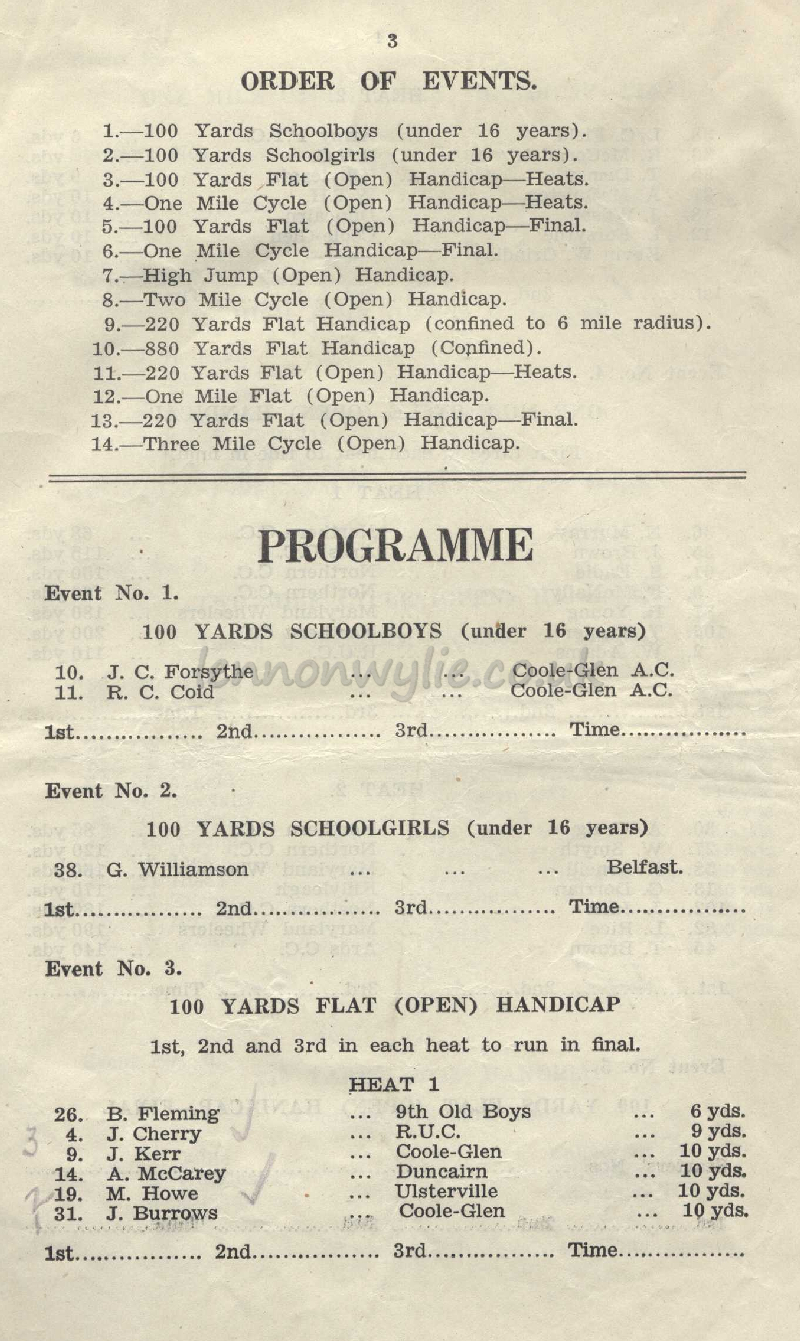 3
ORDER OF EVENTS.
1.—100 Yards Schoolboys (under 16 years).
2.—100 Yards Schoolgirls (under 16 years).
3.—100 Yards Flat (Open) Handicap—Heats.
4.—One Mile Cycle (Open) Handicap—Heats.
5.—100 Yards Flat (Open) Handicap—Final.
6.—One Mile Cycle Handicap—Final.
7.—High Jump (Open) Handicap.
8.—Two Mile Cycle (Open) Handicap.
9.—220 Yards Flat Handicap (confined to 6 mile radius).
10.—880 Yards Flat Handicap (Confined).
11.—220 Yards Flat (Open) Handicap—Heats.
12.—One Mile Flat (Open) Handicap.
13.—220 Yards Flat (Open) Handicap—Final.
14.—Three Mile Cycle (Open) Handicap.
PROGRAMME
Event No. 1.
100 YARDS SCHOOLBOYS (under 16 years)
10. J. C. Forsythe ... ... Coole-Glen A.C.
11. R. C. Coid ... ... Coole-Glen A.C.
1st................. 2nd................. 3rd................. Time.................
Event No. 2.
100 YARDS SCHOOLGIRLS (under 16 years)
38. G. Williamson ... ... ... Belfast.
1st................. 2nd................. 3rd................. Time.................
Event No. 3.
100 YARDS FLAT (OPEN) HANDICAP
1st, 2nd and 3rd in each heat to run in final.
HEAT 1
26. B. Fleming ... 9th Old Boys ... 6 yds.
4. J. Cherry ... R.U.C. ... 9 yds.
9. J. Kerr ... Coole-Glen ... 10 yds.
14. A. McCarey ... Duncairn ... 10 yds.
19. M. Howe ... Ulsterville ... 10 yds.
31. J. Burrows ... Coole-Glen ... 10 yds.
1st................. 2nd................. 3rd................. Time.................